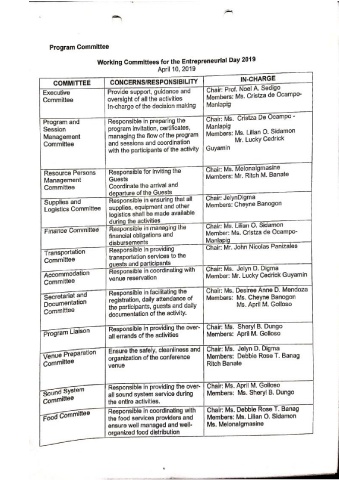 Program Committee
Working Committees for the Entrepreneurial Day 2019
April 10, 2019
COMMITTEE CONCERNS/RESPONSIBILITY IN-CHARGE
Executive
Committee
Provide support, guidance and
oversight of all the activities
In-charge of the decision making
Chair: Prof. Noel A. Sadigo
Members: Ms. Cristza de Ocampo-
Manlapig
Program and
Session
Management
Committee
Responsible in preparing the
program invitation, certificates,
managing the flow of the program
and sessions and coordination
with the participants of the activity
Chair: Ms. Cristza De Ocampo -
Manlapig
Members: Ms. Lilian O. Sidamon
Mr. Lucky Cedrick
Guyamin
Resource Persons
Management
Committee
Responsible for inviting the
Guests
Coordinate the arrival and
departure of the Guests
Chair: Ms. Melonalgmasine
Members: Mr. Ritch M. Banate
Supplies and
Logistics Committee
Responsible in ensuring that all
supplies, equipment and other
logistics shall be made available
during the activities
Chair: JelynDigma
Members: Cheyne Banogon
Finance Committee
Responsible in managing the
financial obligations and
disbursements
Chair: Ms. Lilian O. Sidamon
Member: Ms. Cristza de Ocampo-
Manlapig
Transportation
Committee
Responsible in providing
transportation services to the
guests and participants
Chair: Mr. John Nicolas Panizales
Accommodation
Committee
Responsible in coordinating with
venue reservation
Chair: Ms. Jelyn D. Digma
Member: Mr. Lucky Cedrick Guyamin
Secretariat and
Documentation
Committee
Responsible in facilitating the
registration, daily attendance of
the participants, guests and daily
documentation of the activity.
Chair: Ms. Desiree Anne D. Mendoza
Members: Ms. Cheyne Banogon
Ms. April M. Golloso
Program Liaison
Responsible in providing the over-
all errands of the activities
Chair: Ms. Sheryl B. Dungo
Members: April M. Golloso
Venue Preparation
Committee
Ensure the safety, cleanliness and
organization of the conference
venue
Chair: Ms. Jelyn D. Digma
Members: Debbie Rose T. Banag
Ritch Banate
Sound System
Committee
Responsible in providing the over-
all sound system service during
the entire activities.
Chair: Ms. April M. Golloso
Members: Ms. Sheryl B. Dungo
Food Committee
Responsible in coordinating with
the food services providers and
ensure well managed and well-
organized food distribution
Chair: Ms. Debbie Rose T. Banag
Members: Ms. Lilian O. Sidamon
Ms. Melonalgmasine